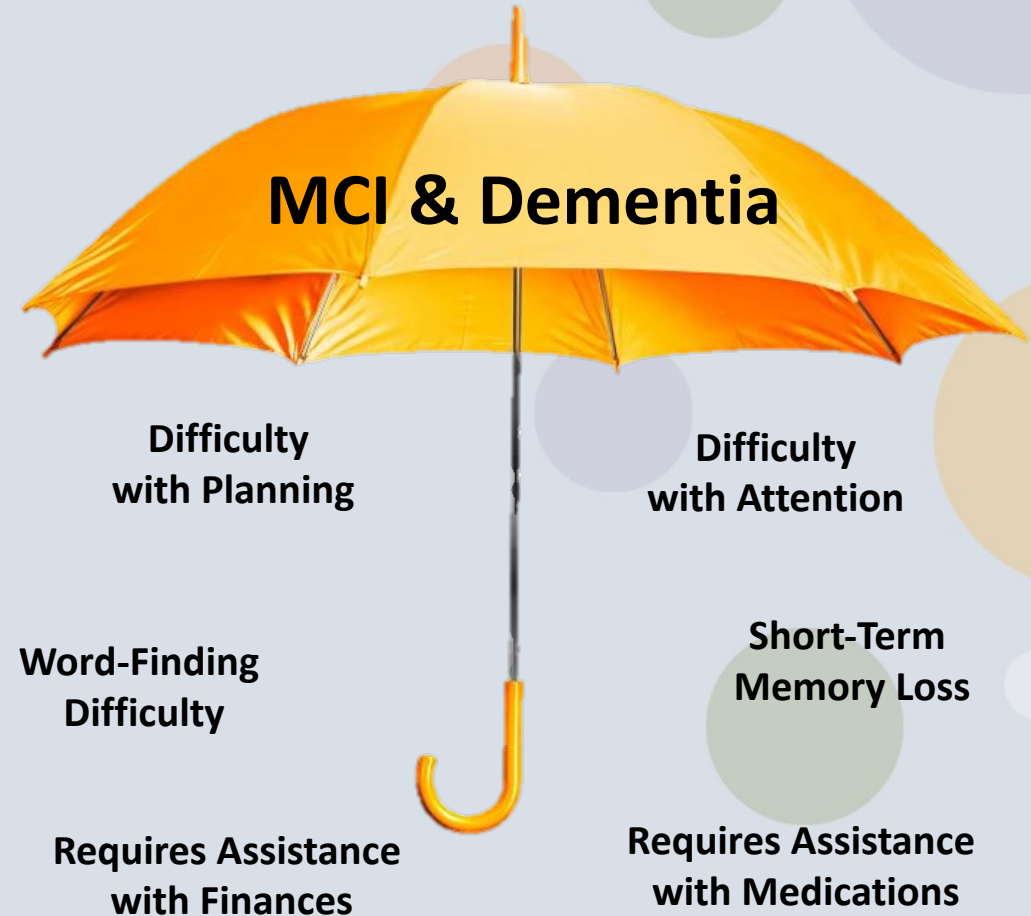 MCI & Dementia
Difficulty
with Planning
Difficulty
with Attention
Word-Finding
Difficulty
Short-Term
Memory Loss
Requires Assistance
with Finances
Requires Assistance
with Medications